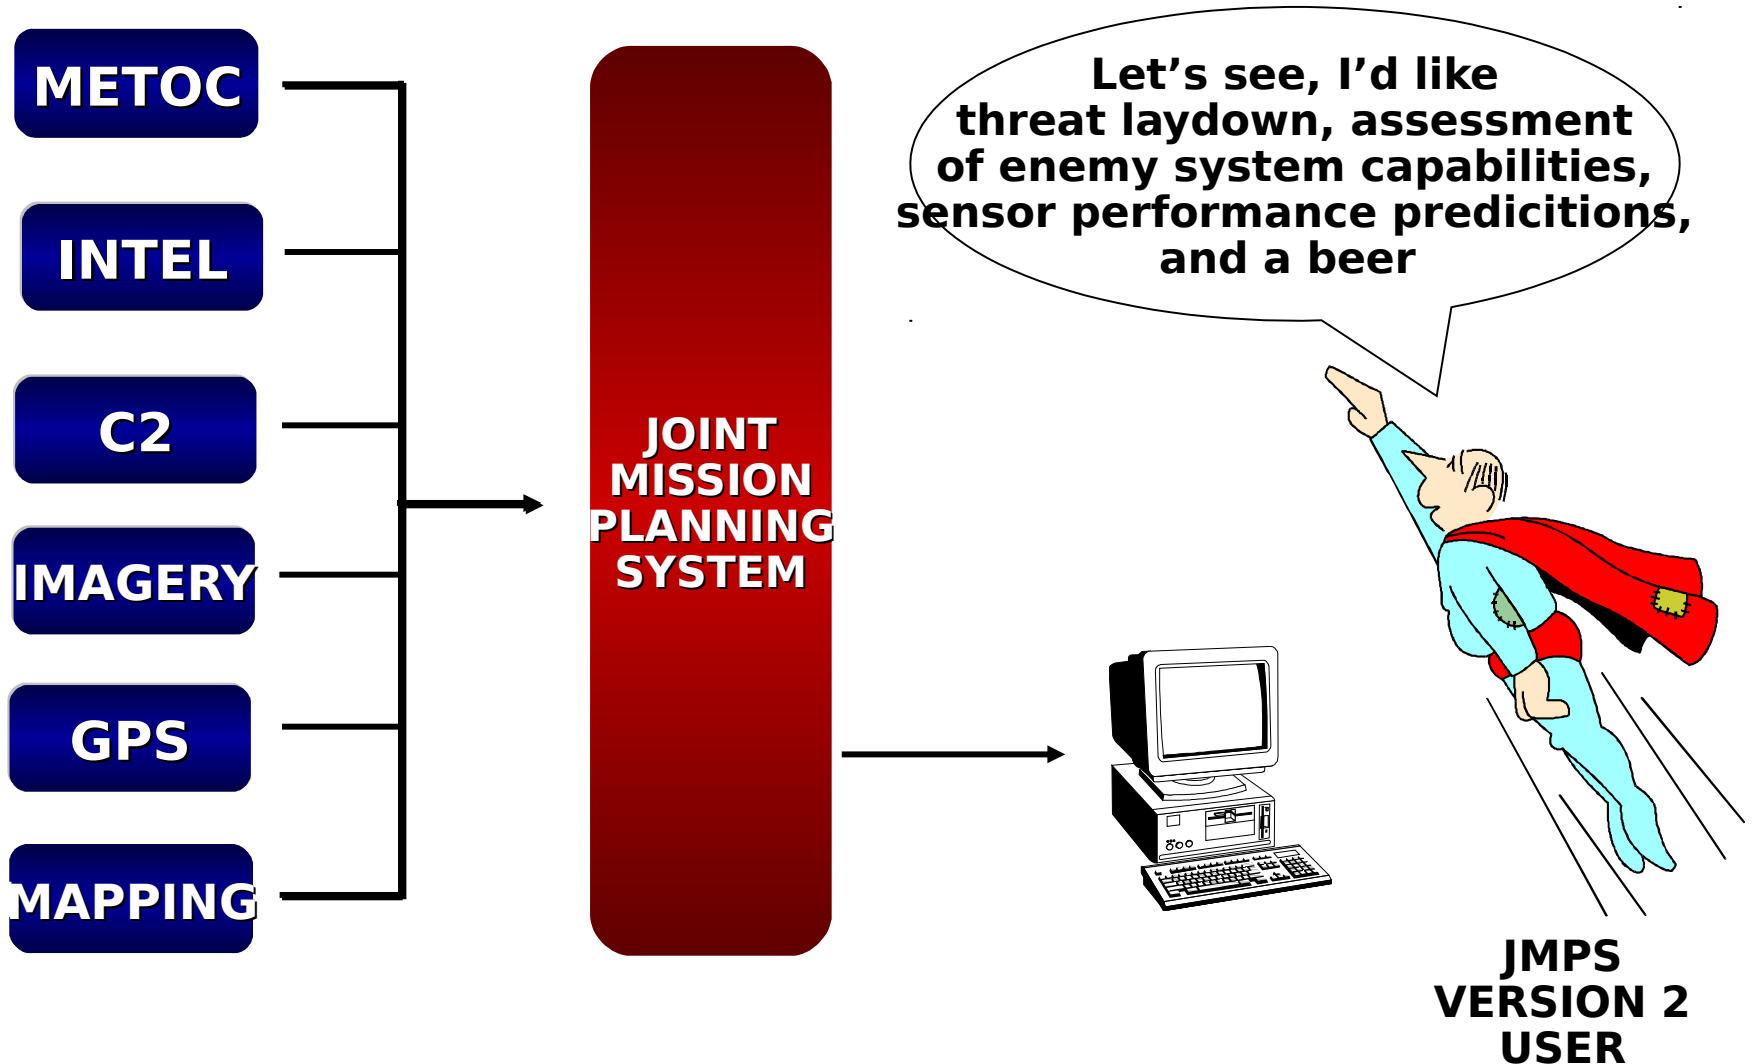 METOC
INTEL
C2
IMAGERY
GPS
MAPPING
JOINT
MISSION
PLANNING
SYSTEM
Let’s see, I’d like
threat laydown, assessment
of enemy system capabilities,
sensor performance predicitions,
and a beer
JMPS
VERSION 2
USER